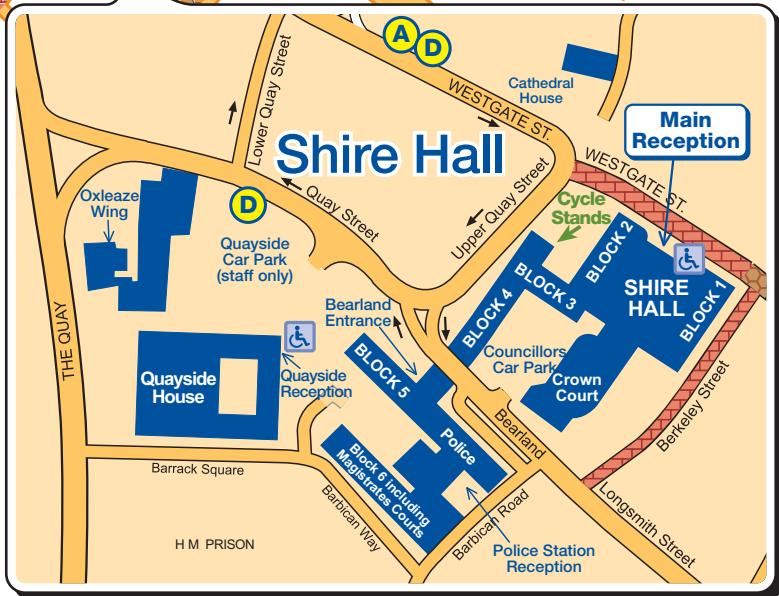 A
D
Cathedral
House
WESTGATE ST.
Main
Reception
Lower Quay Street
Shire Hall
WESTGATE ST.
Oxleaze
Wing
D
Quay Street
Upper Quay Street
Cycle
Stands
Quayside
Car Park
(staff only)
BLOCK 2
BLOCK 3
SHIRE
HALL
BLOCK 1
Bearland
Entrance
BLOCK 4
THE QUAY
Councillors
Car Park
Crown
Court
BLOCK 5
Quayside
House
Quayside
Reception
Berkeley Street
Bearland
Police
Block 6 including
Magistrates Courts
Barrack Square
Barbican Way
Barbican Road
Longsmith Street
H M PRISON
Police Station
Reception